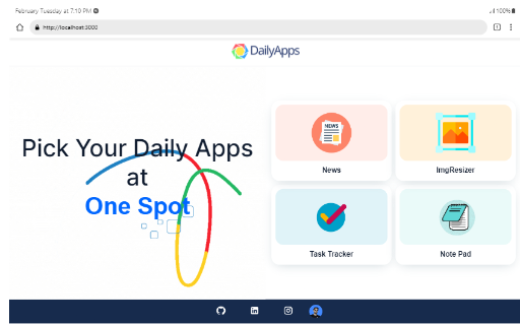 February Tuesday at 7:10 PM
100%
http://localhost:3000
DailyApps
Pick Your Daily Apps
at
One Spot
NEWS
News
ImgResizer
Task Tracker
Note Pad
in